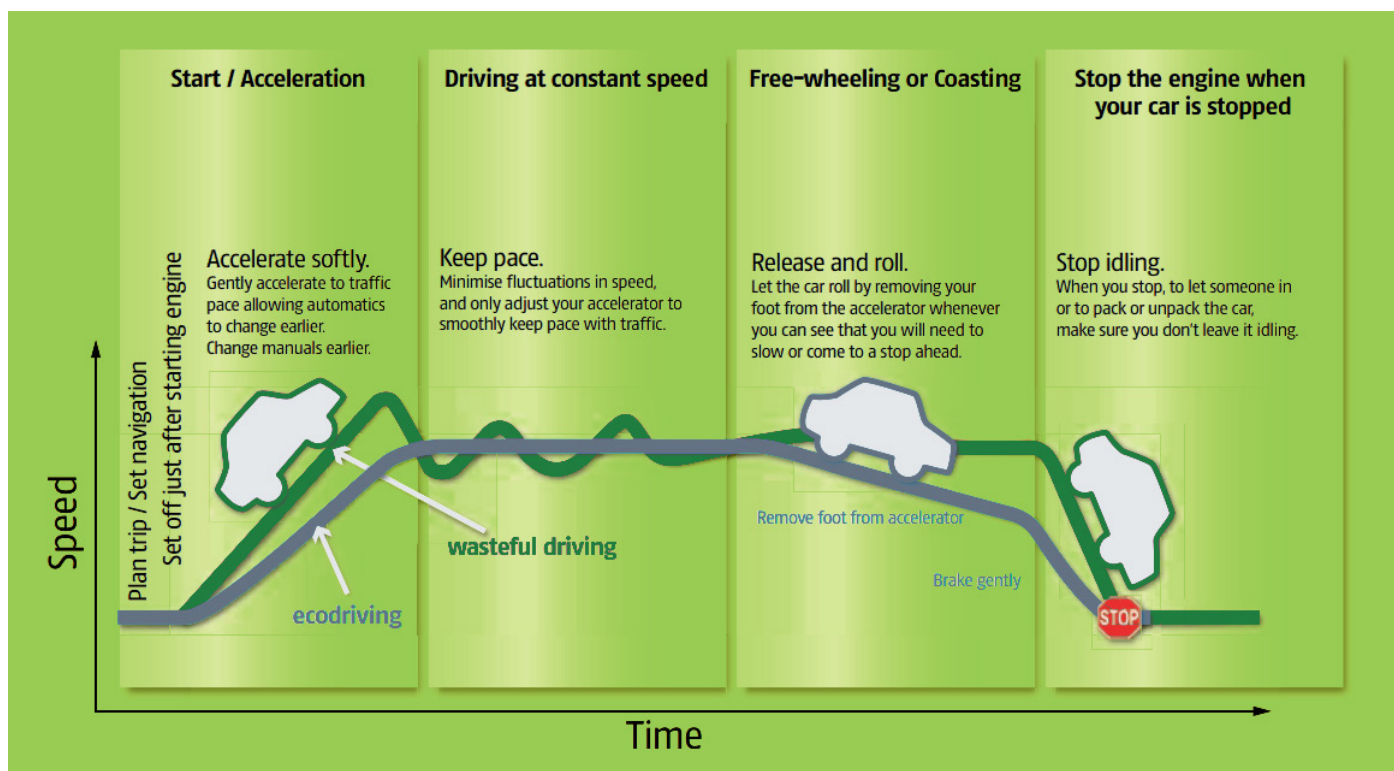 Start / Acceleration
Driving at constant speed
Free-wheeling or Coasting
Stop the engine when
your car is stopped
Plan trip / Set navigation
Set off just after starting engine
Accelerate softly.
Gently accelerate to traffic
pace allowing automatics
to change earlier.
Change manuals earlier.
Keep pace.
Minimise fluctuations in speed,
and only adjust your accelerator to
smoothly keep pace with traffic.
Release and roll.
Let the car roll by removing your
foot from the accelerator whenever
you can see that you will need to
slow or come to a stop ahead.
Stop idling.
When you stop, to let someone in
or to pack or unpack the car,
make sure you don't leave it idling.
Speed
wasteful driving
ecodriving
Remove foot from accelerator
Brake gently
STOP
Time